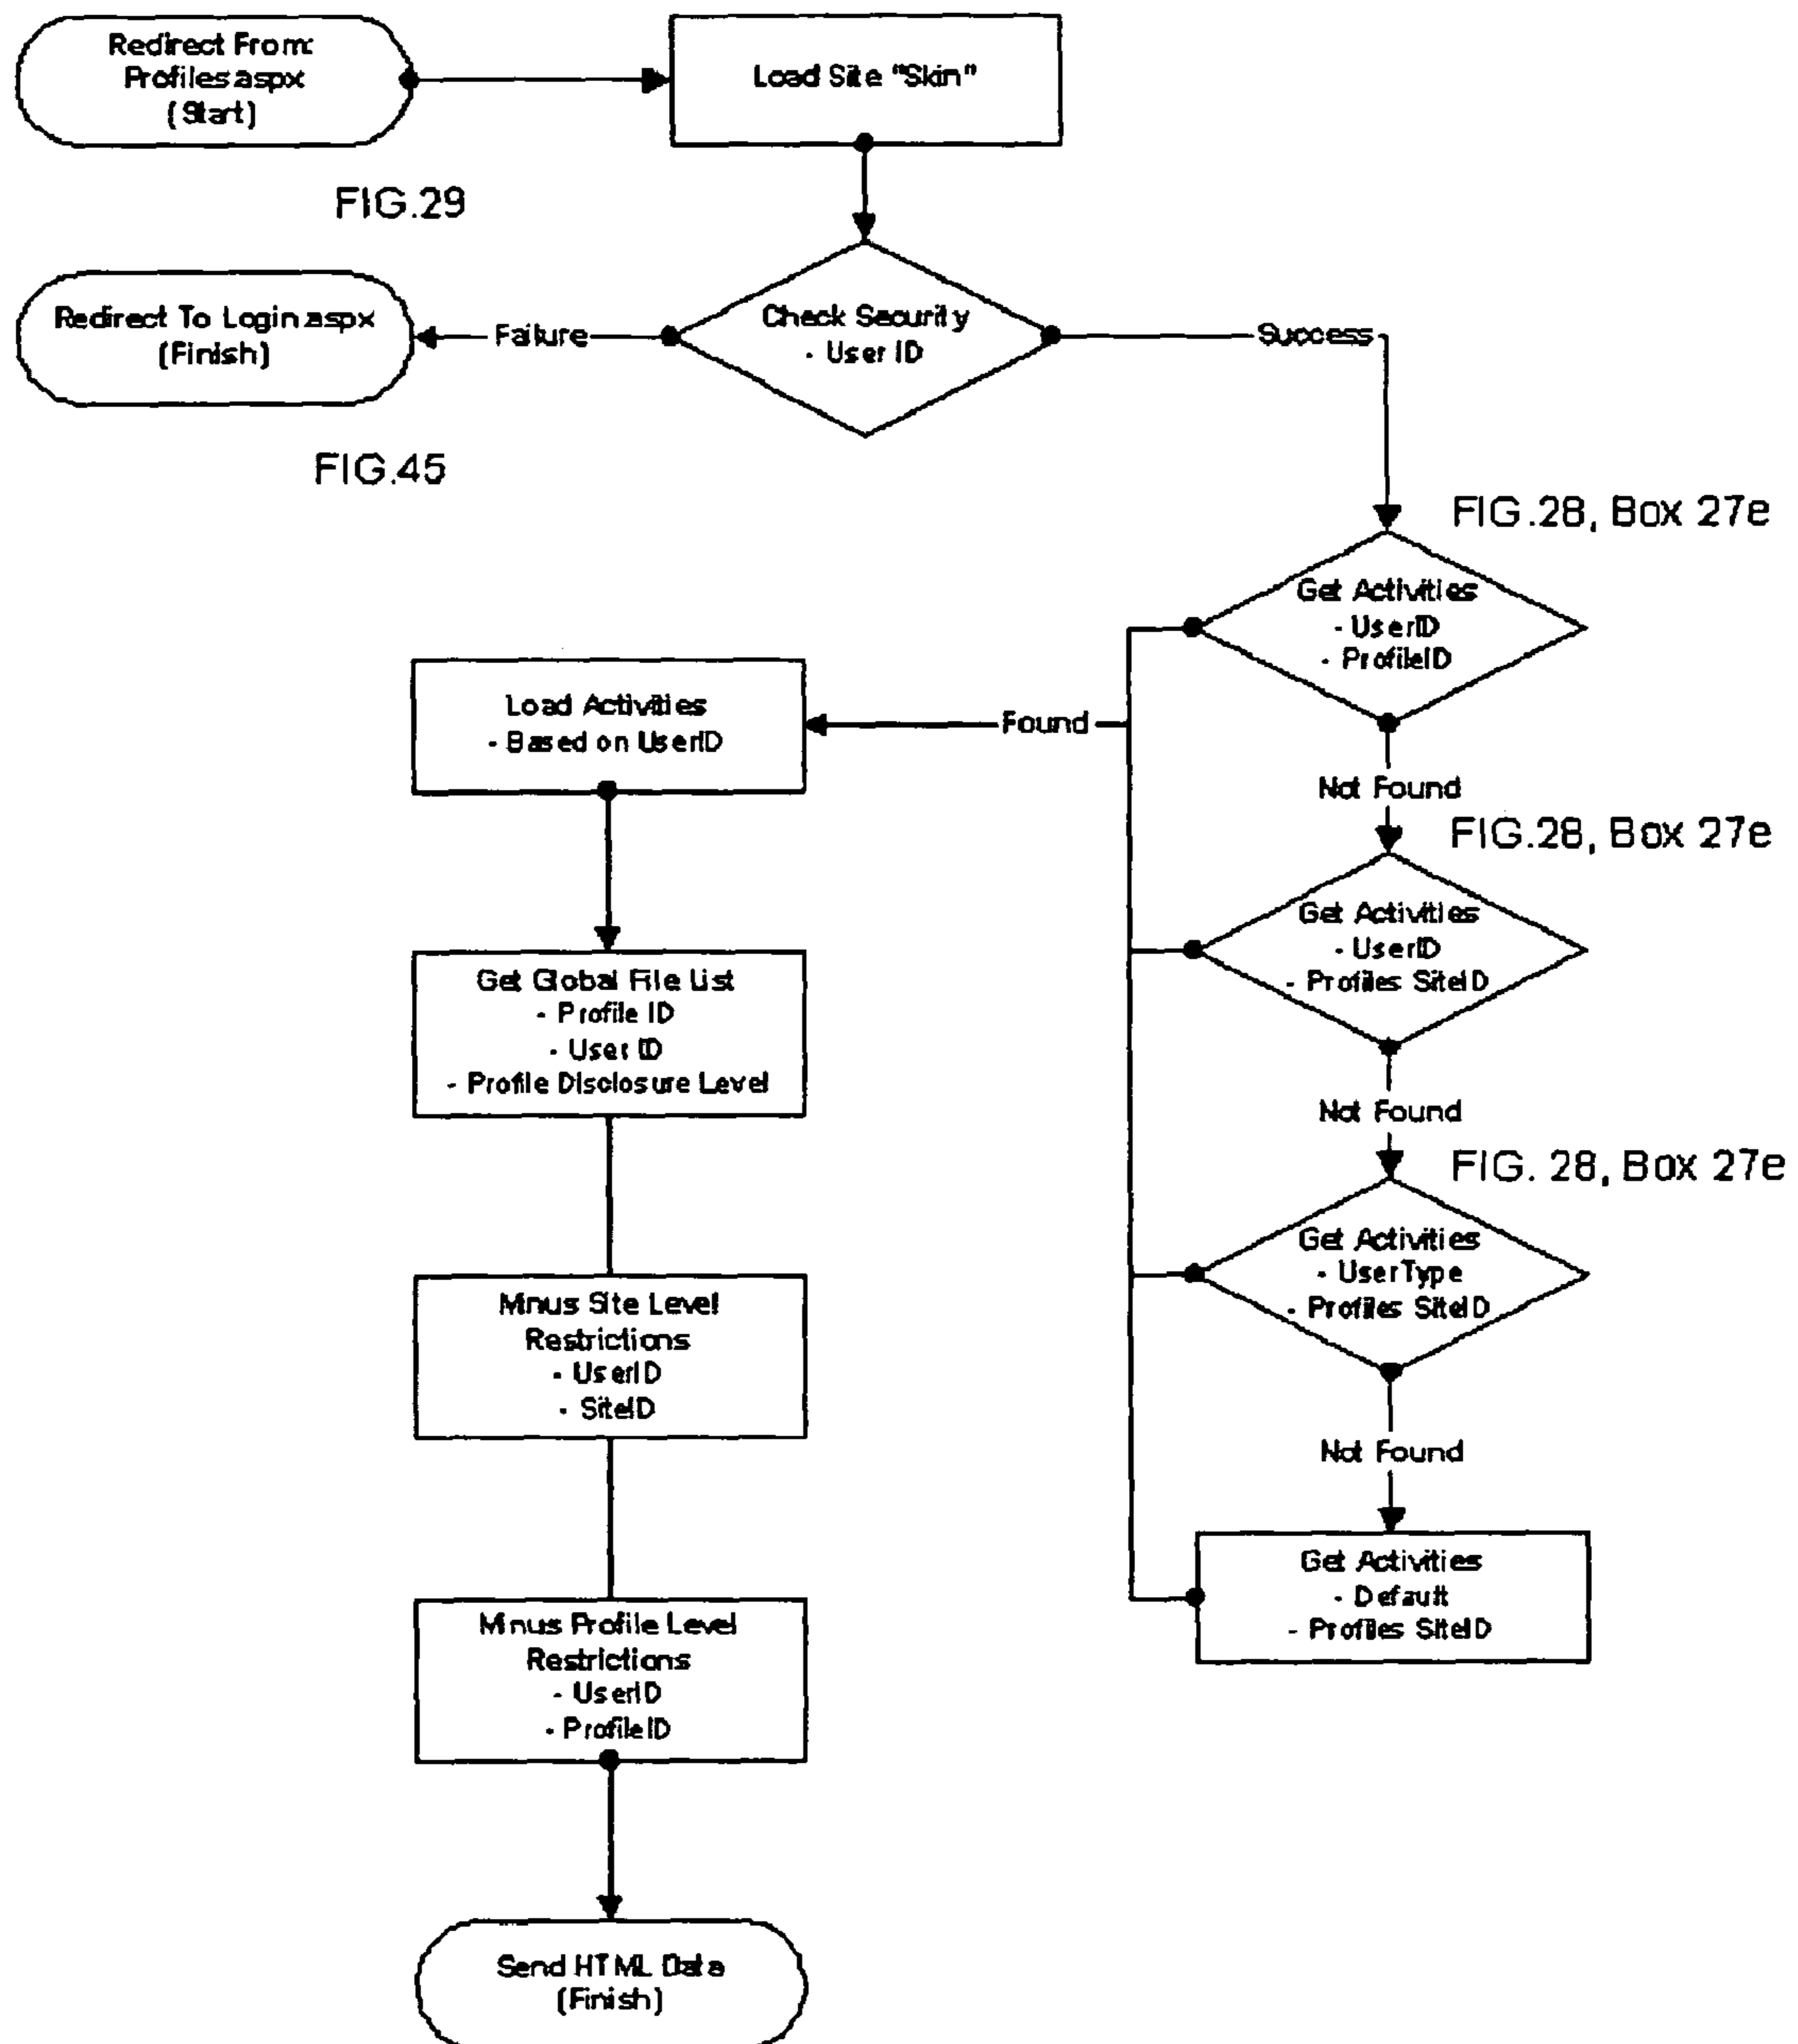 Redirect From:
Profiles.aspx
(Start)
Load Site "Skin"
FIG.29
Redirect To Login.aspx
(Finish)
Failure
Check Security
- User ID
Success
FIG.45
FIG.28, Box 27e
Get Activities
- UserID
- ProfileID
Load Activities
- Based on UserID
Found
Not Found
FIG.28, Box 27e
Get Activities
- UserID
- Profiles SiteID
Get Global File List
- Profile ID
- User ID
- Profile Disclosure Level
Not Found
FIG. 28, Box 27e
Get Activities
- UserType
- Profiles SiteID
Minus Site Level
Restrictions
- UserID
- SiteID
Not Found
Get Activities
- Default
- Profiles SiteID
Minus Profile Level
Restrictions
- UserID
- ProfileID
Send HTML Data
(Finish)